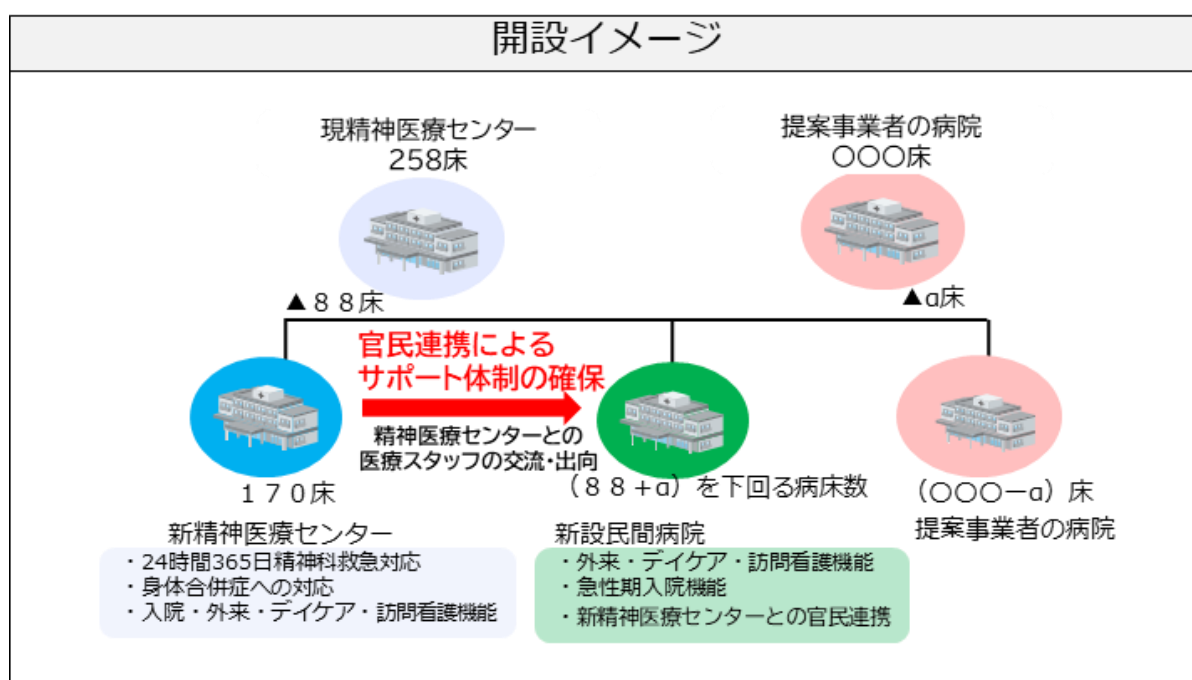 開設イメージ
現精神医療センター
258床
提案事業者の病院
〇〇〇床
▲８８床
▲α床
官民連携による
サポート体制の確保
精神医療センターとの
医療スタッフの交流・出向
１７０床
（８８＋α）を下回る病床数
（〇〇〇－α）床
新精神医療センター
新設民間病院
提案事業者の病院
・24時間365日精神科救急対応
・身体合併症への対応
・入院・外来・デイケア・訪問看護機能
・外来・デイケア・訪問看護機能
・急性期入院機能
・新精神医療センターとの官民連携